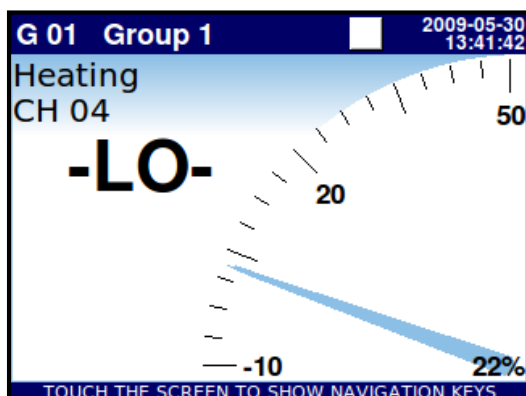 G 01 Group 1
2009-05-30
13:41:42
Heating
CH 04
-LO-
50
20
-10
22%
TOUCH THE SCREEN TO SHOW NAVIGATION KEYS